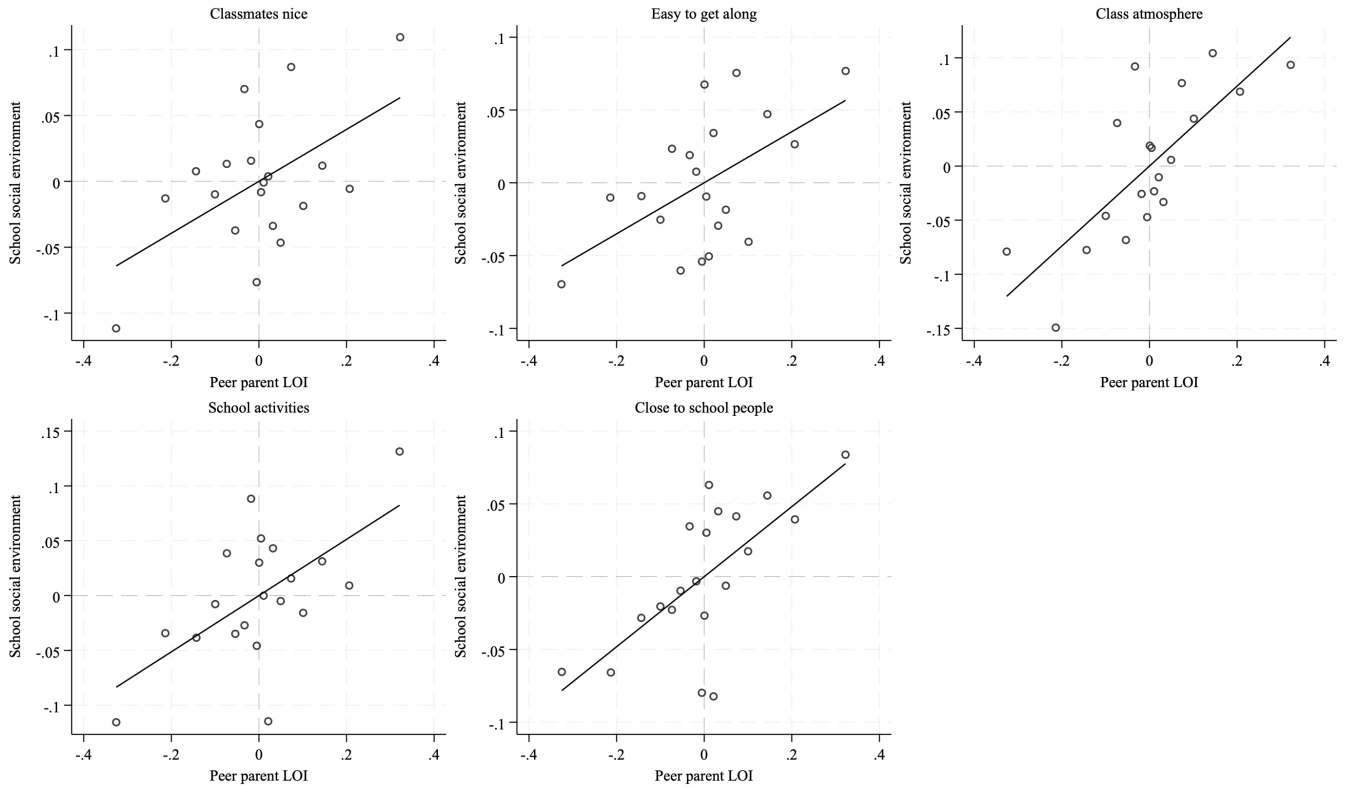 Classmates nice
.1
.05
0
-.05
-.1
School social environment
-.4 -.2 0 .2 .4
Peer parent LOI
Easy to get along
.1
.05
0
-.05
-.1
School social environment
-.4 -.2 0 .2 .4
Peer parent LOI
Class atmosphere
.1
.05
0
-.05
-.1
-.15
School social environment
-.4 -.2 0 .2 .4
Peer parent LOI
School activities
.15
.1
.05
0
-.05
-.1
School social environment
-.4 -.2 0 .2 .4
Peer parent LOI
Close to school people
.1
.05
0
-.05
-.1
School social environment
-.4 -.2 0 .2 .4
Peer parent LOI